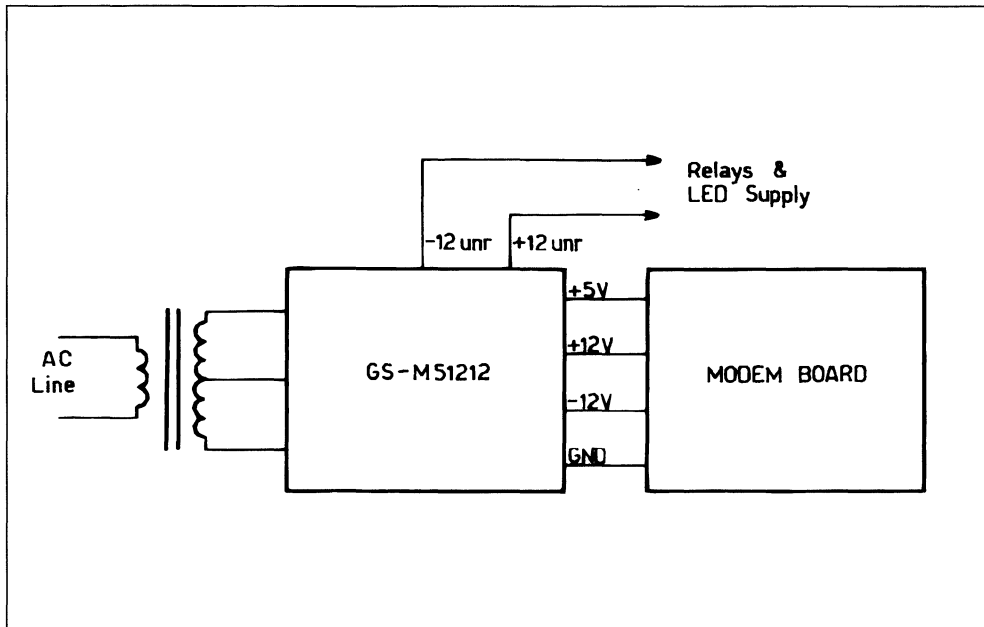 Relays &
LED Supply
-12 unr
+12 unr
+5V
AC
Line
GS-M51212
+12V
MODEM BOARD
-12V
GND